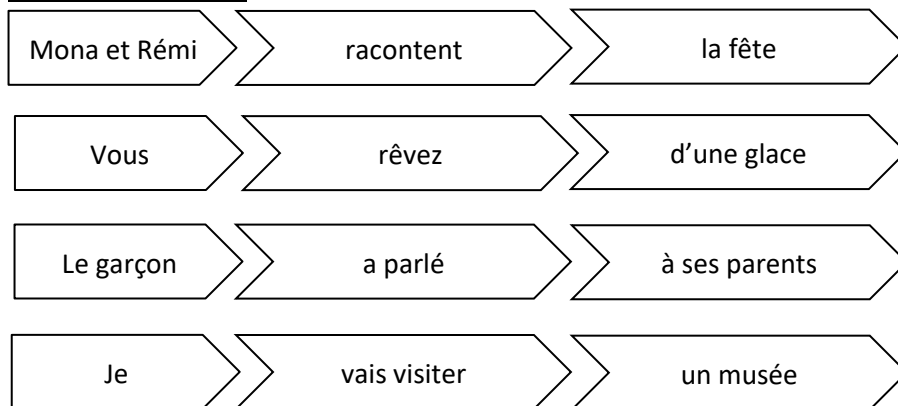 Mona et Rémi racontent la fête
Vous rêvez d'une glace
Le garçon a parlé à ses parents
Je vais visiter un musée